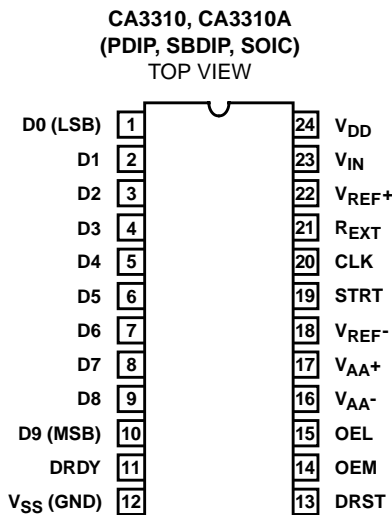 CA3310, CA3310A
(PDIP, SBDIP, SOIC)
TOP VIEW
D0 (LSB) 1 24 VDD
D1 2 23 VIN
D2 3 22 VREF+
D3 4 21 REXT
D4 5 20 CLK
D5 6 19 STRT
D6 7 18 VREF-
D7 8 17 VAA+
D8 9 16 VAA-
D9 (MSB) 10 15 OEL
DRDY 11 14 OEM
VSS (GND) 12 13 DRST